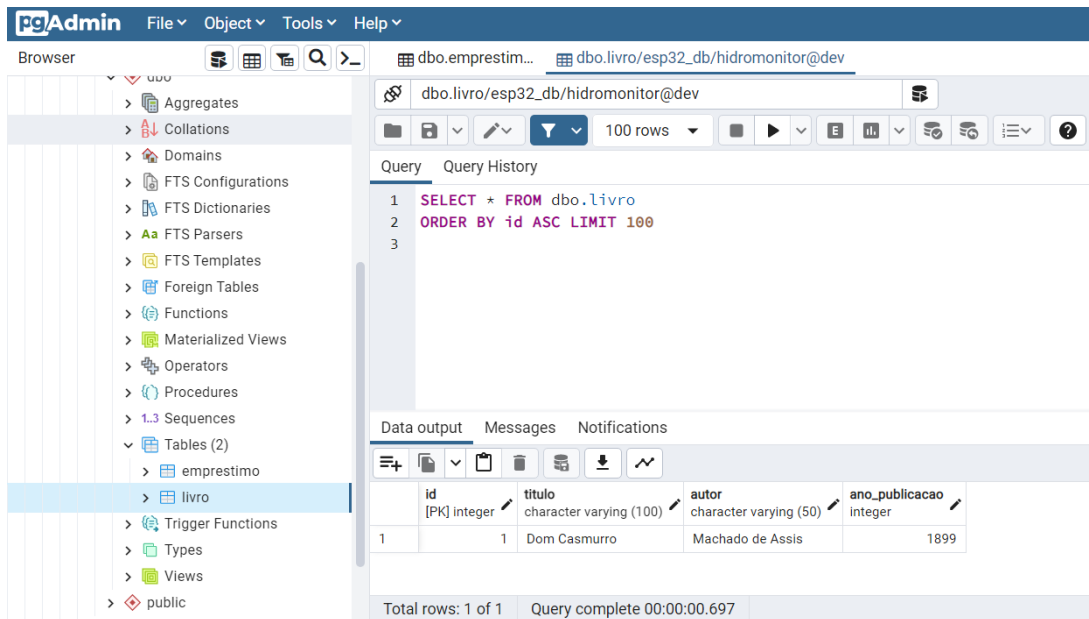 pgAdmin File Object Tools Help
Browser
dbo.emprestim... dbo.livro/esp32_db/hidromonitor@dev
dbo
dbo.livro/esp32_db/hidromonitor@dev
Aggregates
Collations
Domains
FTS Configurations
FTS Dictionaries
FTS Parsers
FTS Templates
Foreign Tables
Functions
Materialized Views
Operators
Procedures
1..3 Sequences
Tables (2)
emprestimo
livro
Trigger Functions
Types
Views
public
100 rows
Query Query History
1 SELECT * FROM dbo.livro
2 ORDER BY id ASC LIMIT 100
3
Data output Messages Notifications
id titulo autor ano_publicacao
[PK] integer character varying (100) character varying (50) integer
1 1 Dom Casmurro Machado de Assis 1899
Total rows: 1 of 1 Query complete 00:00:00.697